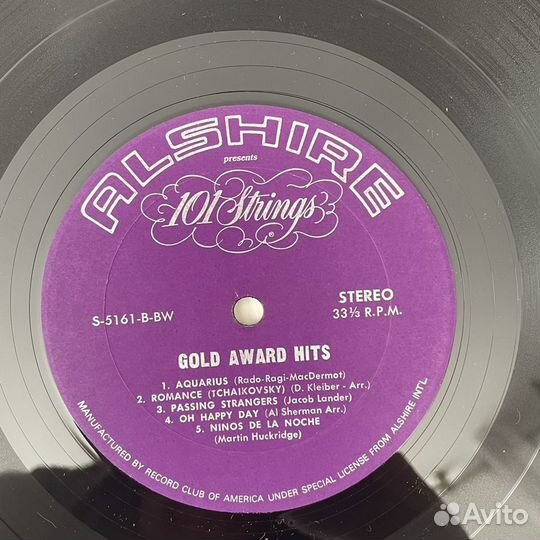 ALSHIRE
presents
101 Strings®
S-5161-B-BW
STEREO
33⅓ R.P.M.
GOLD AWARD HITS
1. AQUARIUS (Rado-Ragi-MacDermot)
2. ROMANCE (TCHAIKOVSKY) (D. Kleiber - Arr.)
3. PASSING STRANGERS (Jacob Lander)
4. OH HAPPY DAY (Al Sherman Arr.)
5. NINOS DE LA NOCHE
(Martin Huckridge)
MANUFACTURED BY RECORD CLUB OF AMERICA UNDER SPECIAL LICENSE FROM ALSHIRE INTL
Avito